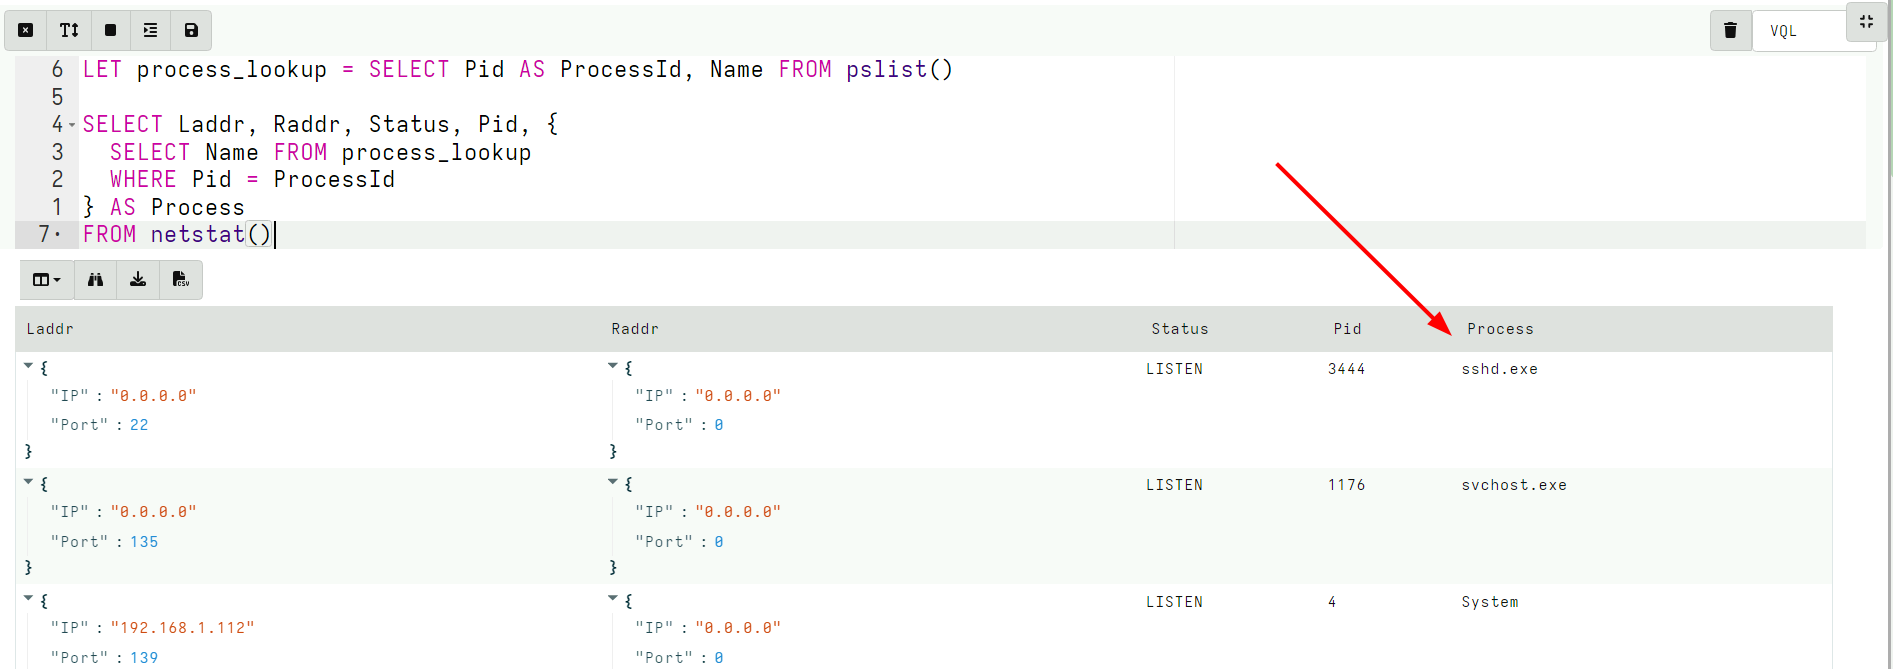 VQL
6 LET process_lookup = SELECT Pid AS ProcessId, Name FROM pslist()
5
4 SELECT Laddr, Raddr, Status, Pid, {
3 SELECT Name FROM process_lookup
2 WHERE Pid = ProcessId
1 } AS Process
7 FROM netstat()
CSV
Laddr Raddr Status Pid Process
{ { LISTEN 3444 sshd.exe
"IP" : "0.0.0.0" "IP" : "0.0.0.0"
"Port" : 22 "Port" : 0
} }
{ { LISTEN 1176 svchost.exe
"IP" : "0.0.0.0" "IP" : "0.0.0.0"
"Port" : 135 "Port" : 0
} }
{ { LISTEN 4 System
"IP" : "192.168.1.112" "IP" : "0.0.0.0"
"Port" : 139 "Port" : 0